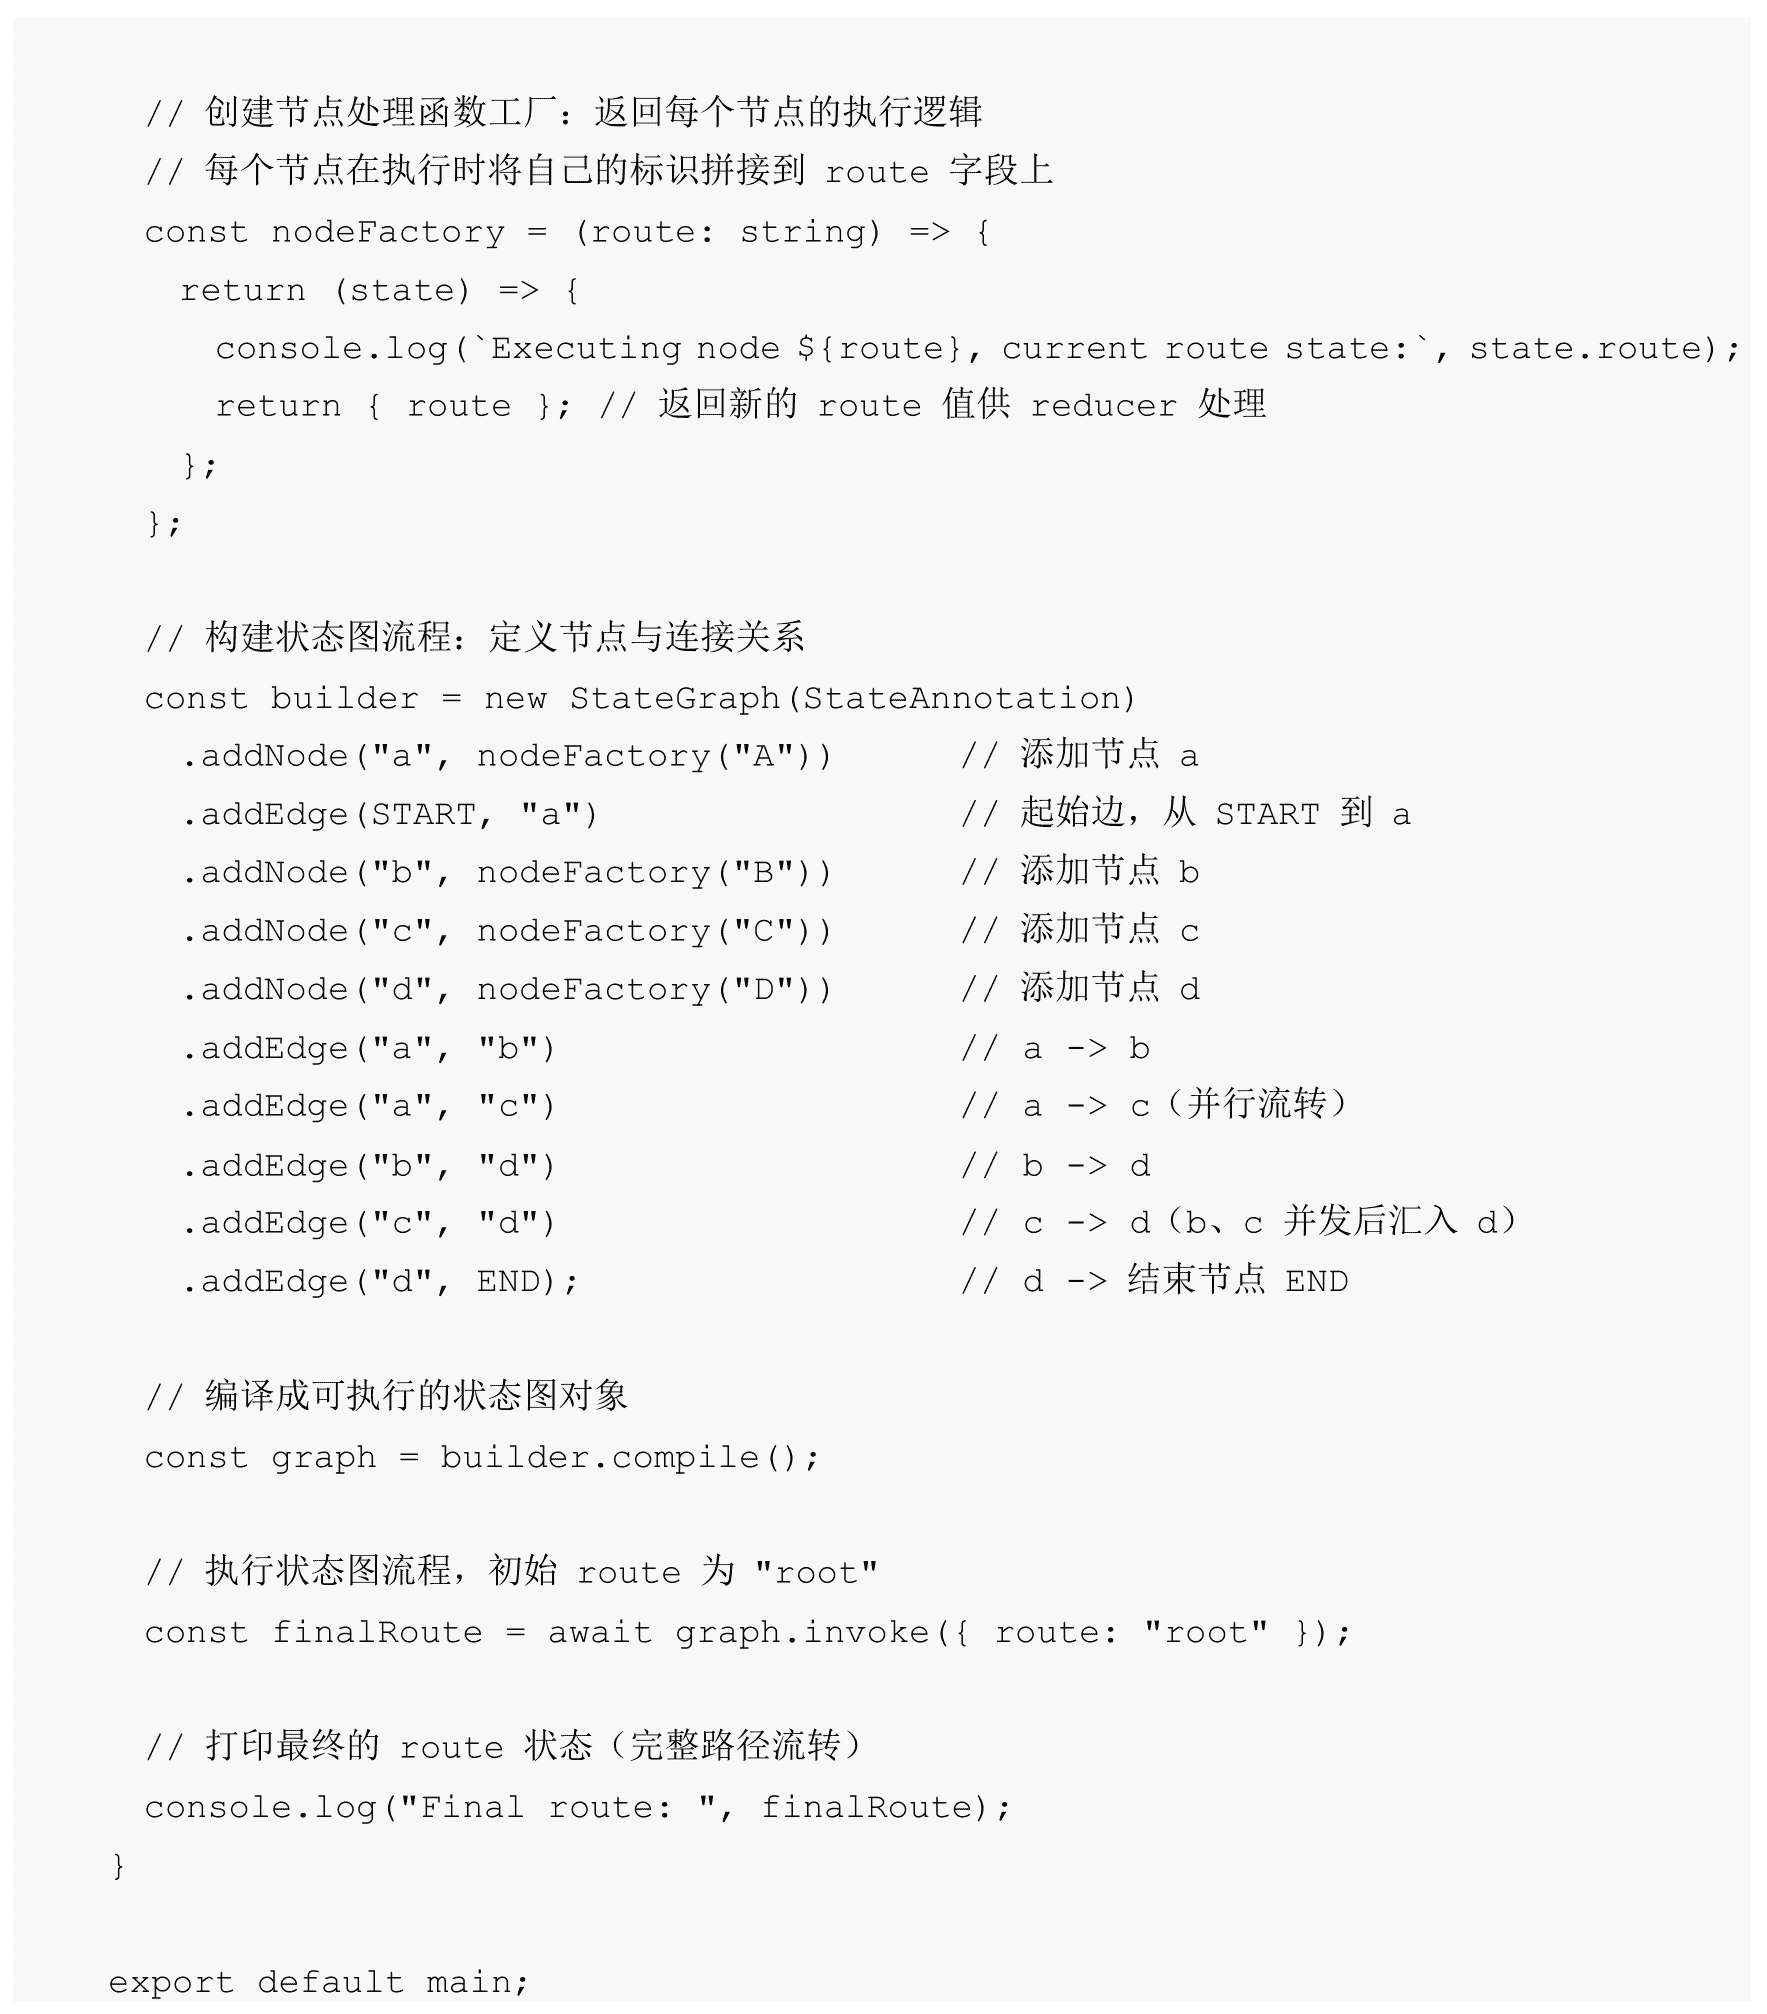 // 创建节点处理函数工厂：返回每个节点的执行逻辑
// 每个节点在执行时将自己的标识拼接到 route 字段上
const nodeFactory = (route: string) => {
return (state) => {
console.log(`Executing node ${route}, current route state:`, state.route);
return { route }; // 返回新的 route 值供 reducer 处理
};
};
// 构建状态图流程：定义节点与连接关系
const builder = new StateGraph(StateAnnotation)
.addNode("a", nodeFactory("A")) // 添加节点 a
.addEdge(START, "a") // 起始边，从 START 到 a
.addNode("b", nodeFactory("B")) // 添加节点 b
.addNode("c", nodeFactory("C")) // 添加节点 c
.addNode("d", nodeFactory("D")) // 添加节点 d
.addEdge("a", "b") // a -> b
.addEdge("a", "c") // a -> c（并行流转）
.addEdge("b", "d") // b -> d
.addEdge("c", "d") // c -> d（b、c 并发后汇入 d）
.addEdge("d", END); // d -> 结束节点 END
// 编译成可执行的状态图对象
const graph = builder.compile();
// 执行状态图流程，初始 route 为 "root"
const finalRoute = await graph.invoke({ route: "root" });
// 打印最终的 route 状态（完整路径流转）
console.log("Final route: ", finalRoute);
}
export default main;